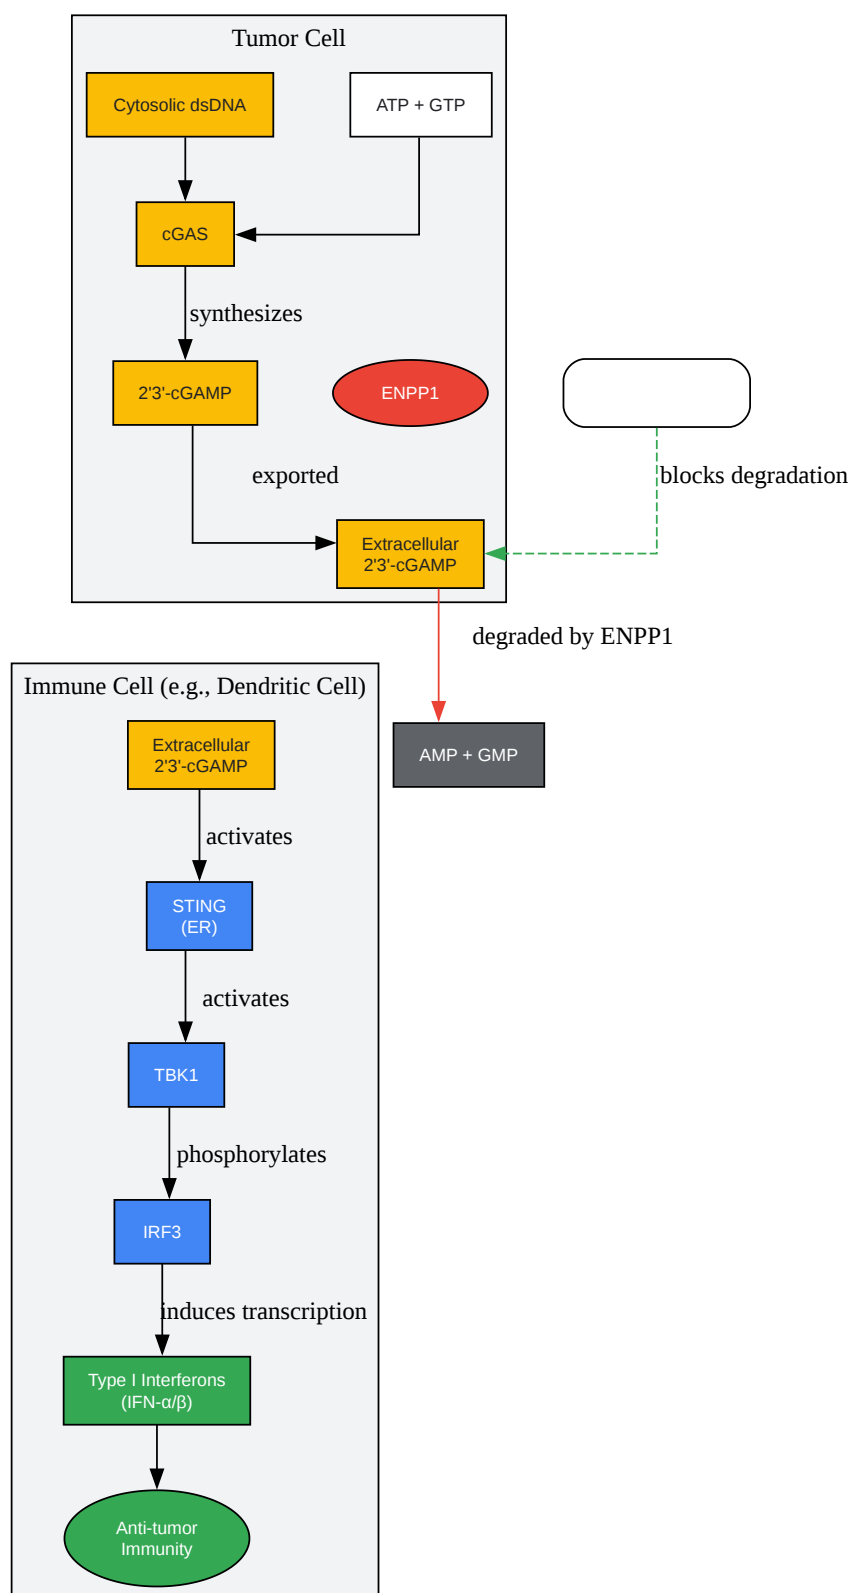 Tumor Cell
Cytosolic dsDNA
ATP + GTP
cGAS
synthesizes
2'3'-cGAMP
ENPP1
exported
blocks degradation
Extracellular
2'3'-cGAMP
degraded by ENPP1
Immune Cell (e.g., Dendritic Cell)
Extracellular
2'3'-cGAMP
AMP + GMP
activates
STING
(ER)
activates
TBK1
phosphorylates
IRF3
induces transcription
Type I Interferons
(IFN-α/β)
Anti-tumor
Immunity